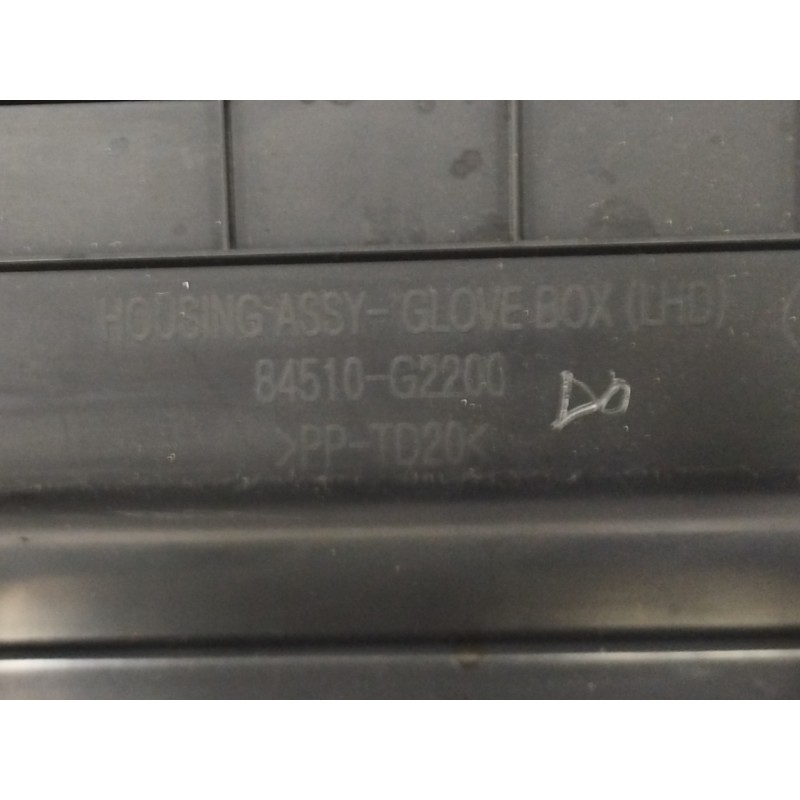 HOUSING ASSY- GLOVE BOX (LHD)
84510-G2200
>PP-TD20<